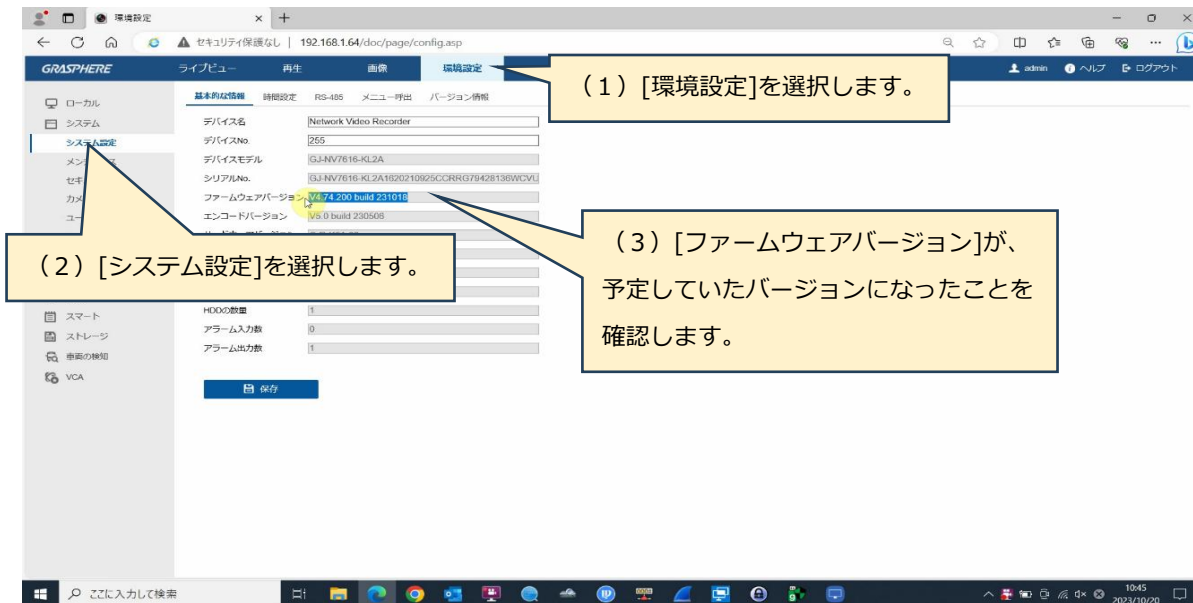 環境設定
セキュリティ保護なし | 192.168.1.64/doc/page/config.asp
GRASPHERE
ライブビュー
再生
画像
環境設定
admin
ヘルプ
ログアウト
(1)[環境設定]を選択します。
ローカル
システム
システム設定
基本的な情報
時間設定
RS-485
メニュー呼出
バージョン情報
デバイス名
Network Video Recorder
デバイスNo.
255
デバイスモデル
GJ-NV7616-KL2A
シリアルNo.
GJ-NV7616-KL2A1620210925CCRRG79428136WCVU
ファームウェアバージョン
V4.74.200 build 231018
エンコードバージョン
V5.0 build 230506
(2)[システム設定]を選択します。
(3)[ファームウェアバージョン]が、
予定していたバージョンになったことを
確認します。
HDDの数量
1
アラーム入力数
0
アラーム出力数
1
スマート
ストレージ
車両の検知
VCA
保存
ここに入力して検索
10:45
2023/10/20